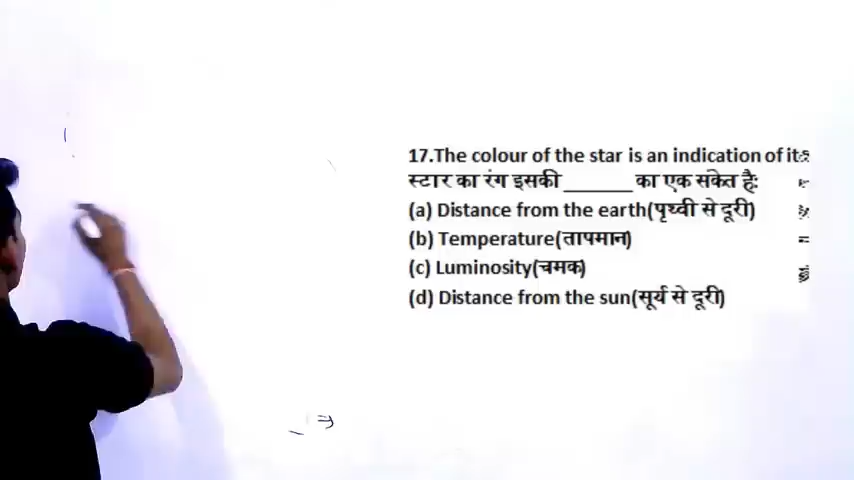 17.The colour of the star is an indication of its
स्टार का रंग इसकी ______ का एक संकेत है:
(a) Distance from the earth(पृथ्वी से दूरी)
(b) Temperature(तापमान)
(c) Luminosity(चमक)
(d) Distance from the sun(सूर्य से दूरी)